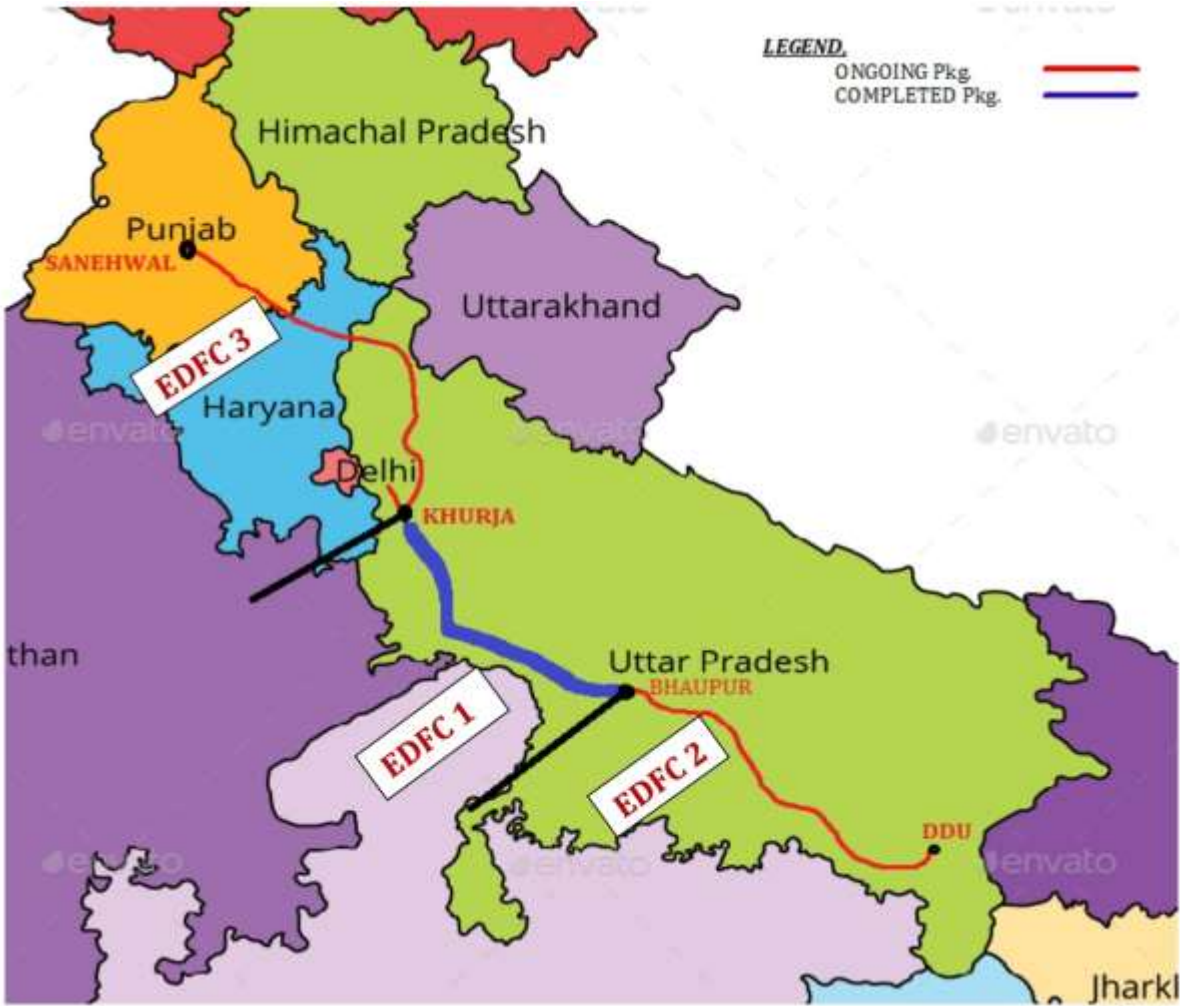 LEGEND.
ONGOING Pkg.
COMPLETED Pkg.
Himachal Pradesh
Punjab
SANEHWAL
Uttarakhand
EDFC 3
Haryana
envato
envato
envato
Delhi
KHURJA
than
Uttar Pradesh
BHAUPUR
EDFC 1
EDFC 2
DDU
envato
envato
envato
Jharkl